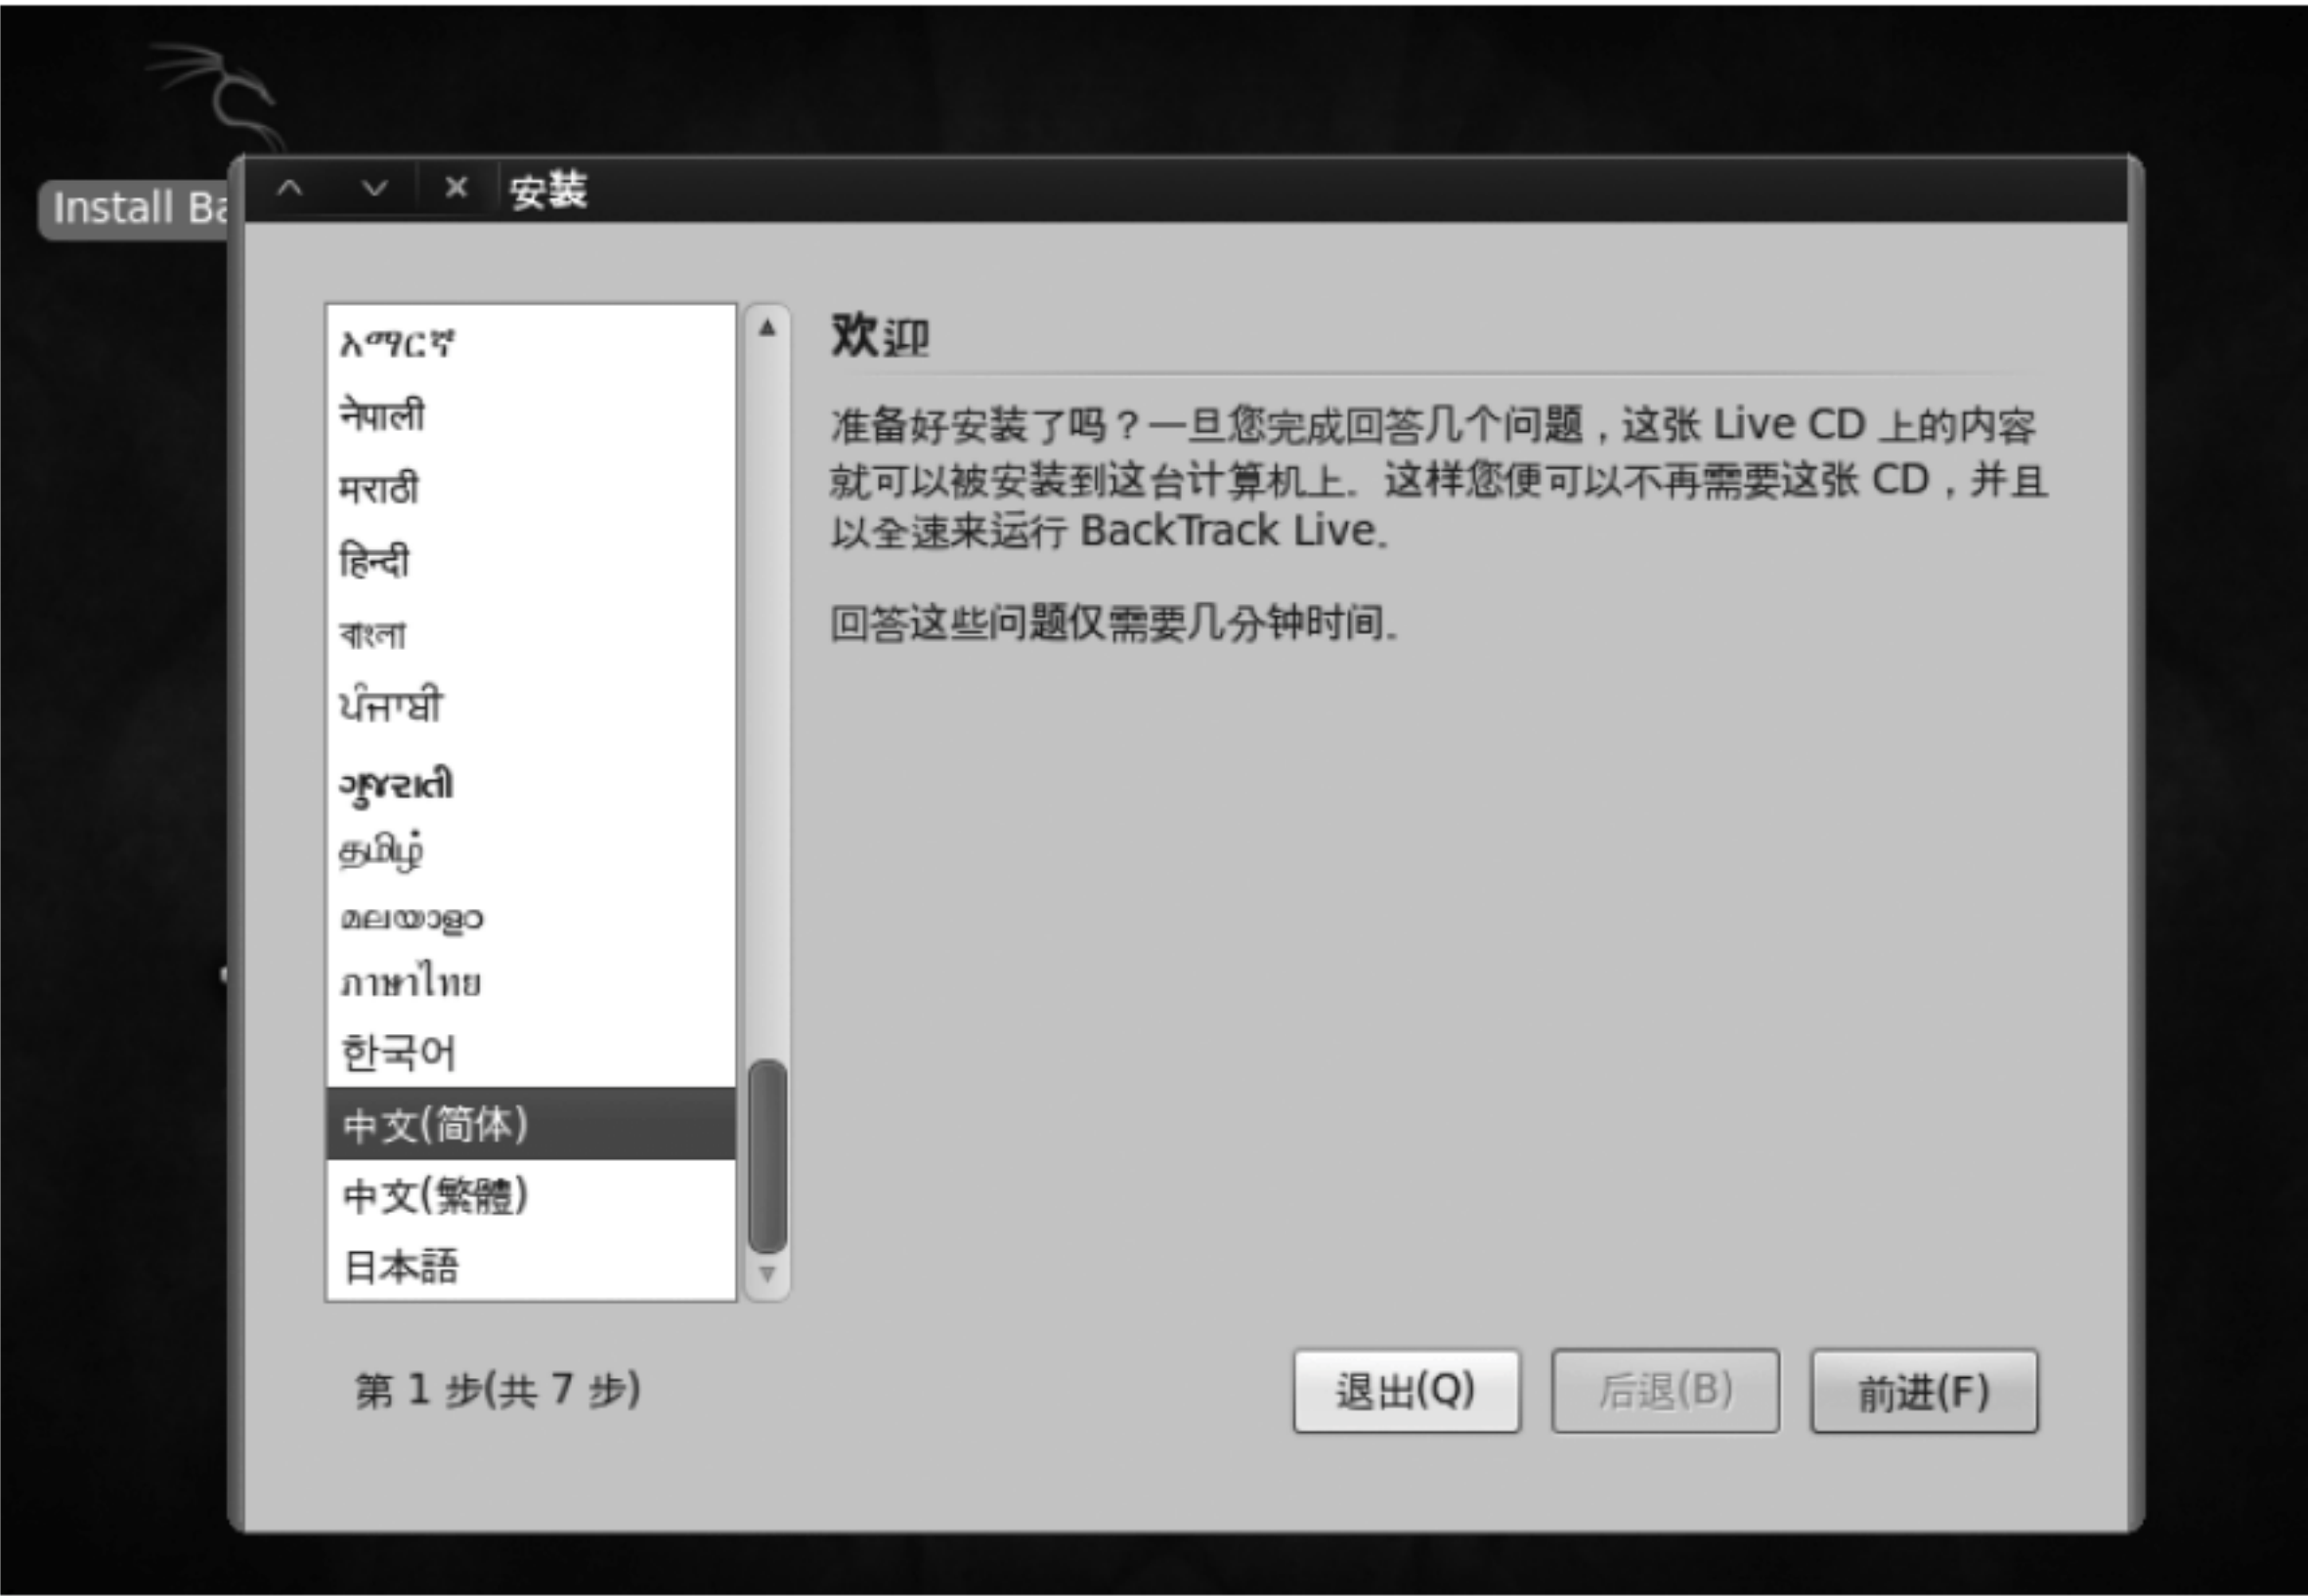 Install Ba
安装
አማርኛ
नेपाली
मराठी
हिन्दी
বাংলা
ਪੰਜਾਬੀ
ગુજરાતી
தமிழ்
മലയാളം
ภาษาไทย
한국어
中文(简体)
中文(繁體)
日本語
欢迎
准备好安装了吗？一旦您完成回答几个问题，这张 Live CD 上的内容
就可以被安装到这台计算机上。这样您便可以不再需要这张 CD，并且
以全速来运行 BackTrack Live。
回答这些问题仅需要几分钟时间。
第 1 步(共 7 步)
退出(Q)
后退(B)
前进(F)